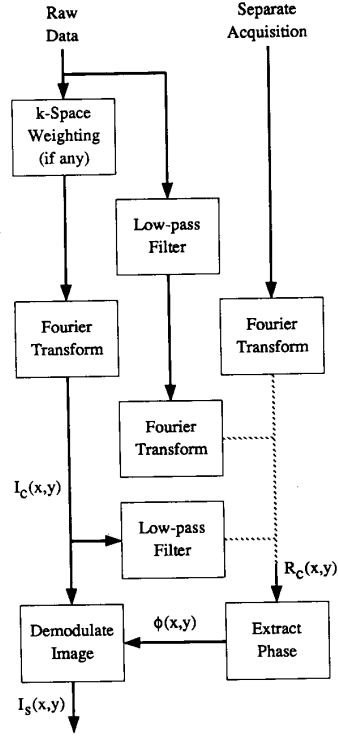 Raw
Data
Separate
Acquisition
k-Space
Weighting
(if any)
Low-pass
Filter
Fourier
Transform
Fourier
Transform
Fourier
Transform
I_C(x,y)
Low-pass
Filter
R_C(x,y)
Demodulate
Image
ϕ(x,y)
Extract
Phase
I_S(x,y)